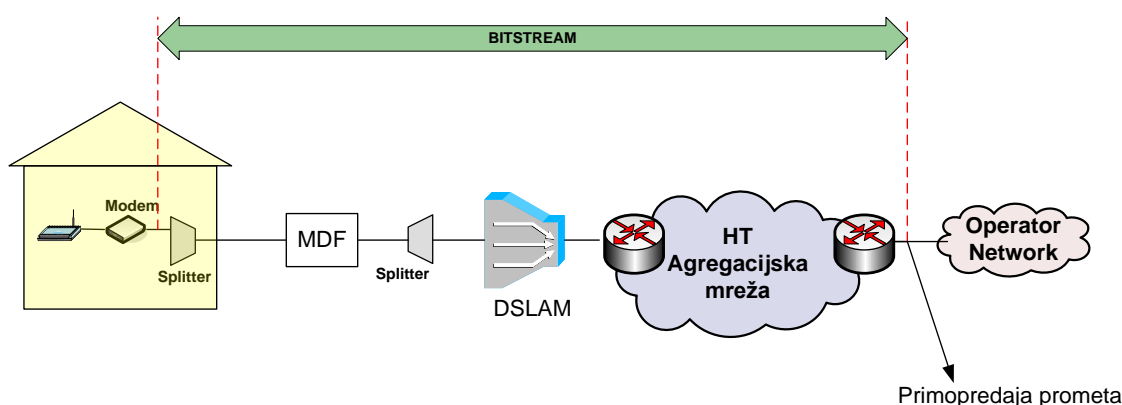 BITSTREAM
Modem
Splitter
MDF
Splitter
DSLAM
HT
Agregacijska
mreža
Operator
Network
Primopredaja prometa